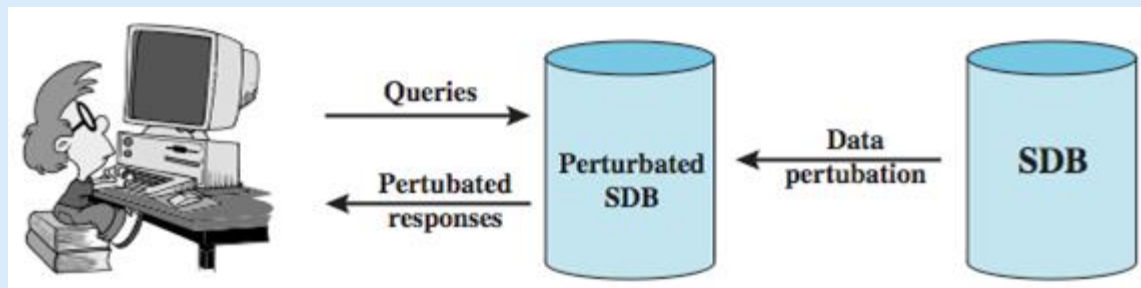 Queries
Pertubated
responses
Perturbated
SDB
Data
pertubation
SDB